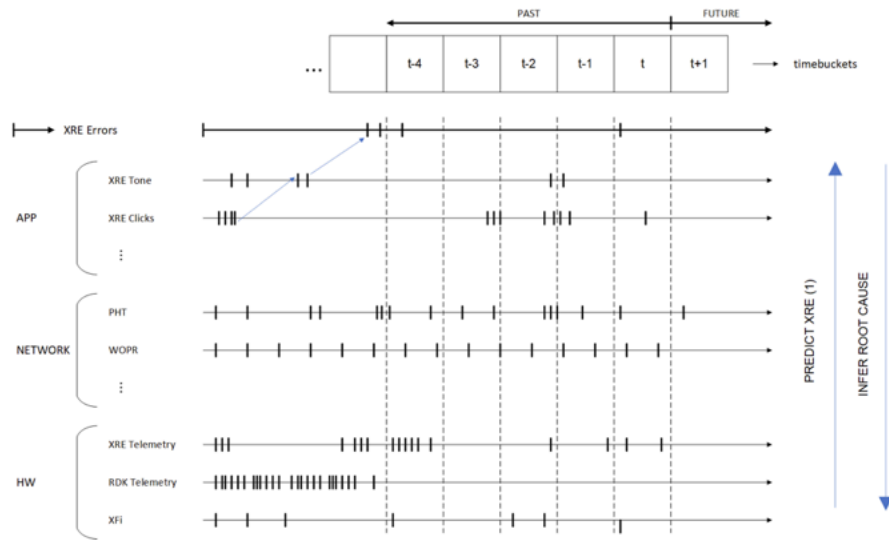 PAST FUTURE
... t-4 t-3 t-2 t-1 t t+1 timebuckets
XRE Errors
XRE Tone
APP XRE Clicks
⋮
PHT
NETWORK WOPR
⋮
XRE Telemetry
HW RDK Telemetry
XFi
PREDICT XRE (1)
INFER ROOT CAUSE